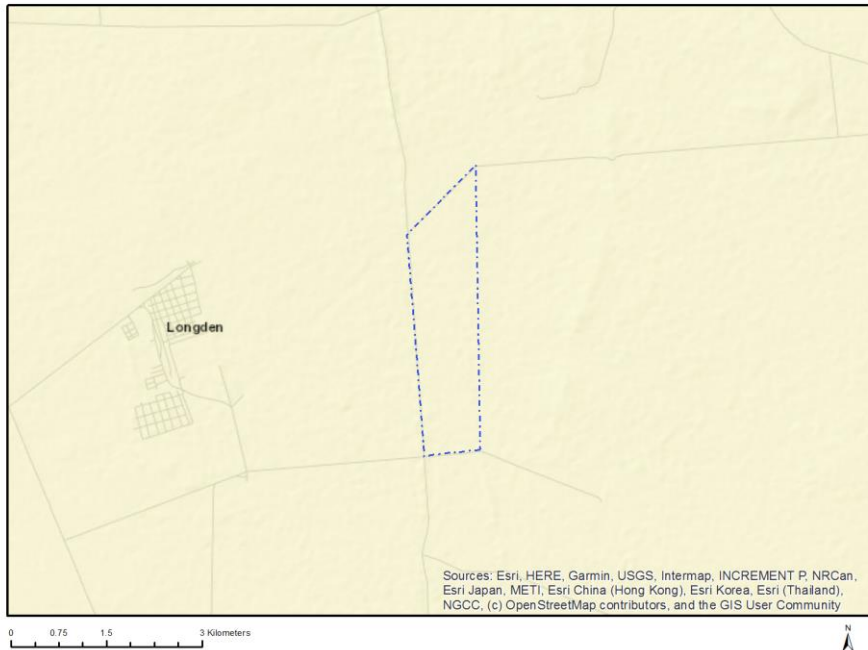 Longden
Sources: Esri, HERE, Garmin, USGS, Intermap, INCREMENT P, NRCan,
Esri Japan, METI, Esri China (Hong Kong), Esri Korea, Esri (Thailand),
NGCC, (c) OpenStreetMap contributors, and the GIS User Community
0 0.75 1.5 3 Kilometers
N